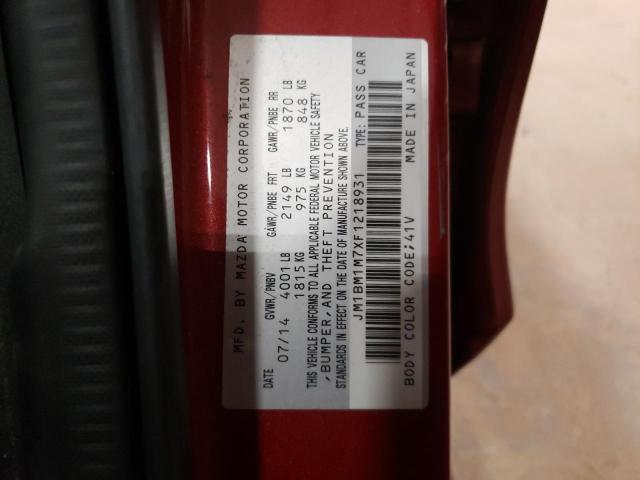 MFD. BY MAZDA MOTOR CORPORATION
DATE GVWR/PNBV GAWR/PNBE FRT GAWR/PNBE RR
07/14 4001 LB 2149 LB 1870 LB
1815 KG 975 KG 848 KG
THIS VEHICLE CONFORMS TO ALL APPLICABLE FEDERAL MOTOR VEHICLE SAFETY
,BUMPER,AND THEFT PREVENTION
STANDARDS IN EFFECT ON THE DATE OF MANUFACTURE SHOWN ABOVE.
JM1BM1M7XF1218931 TYPE: PASS CAR
BODY COLOR CODE;41V MADE IN JAPAN